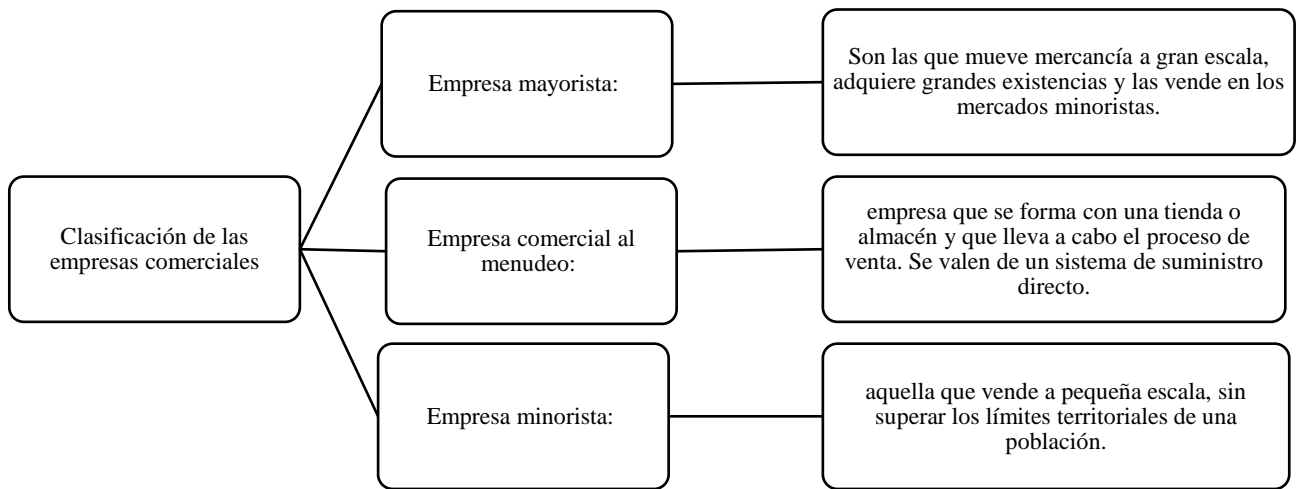 Clasificación de las
empresas comerciales
Empresa mayorista:
Son las que mueve mercancía a gran escala,
adquiere grandes existencias y las vende en los
mercados minoristas.
Empresa comercial al
menudeo:
empresa que se forma con una tienda o
almacén y que lleva a cabo el proceso de
venta. Se valen de un sistema de suministro
directo.
Empresa minorista:
aquella que vende a pequeña escala, sin
superar los límites territoriales de una
población.